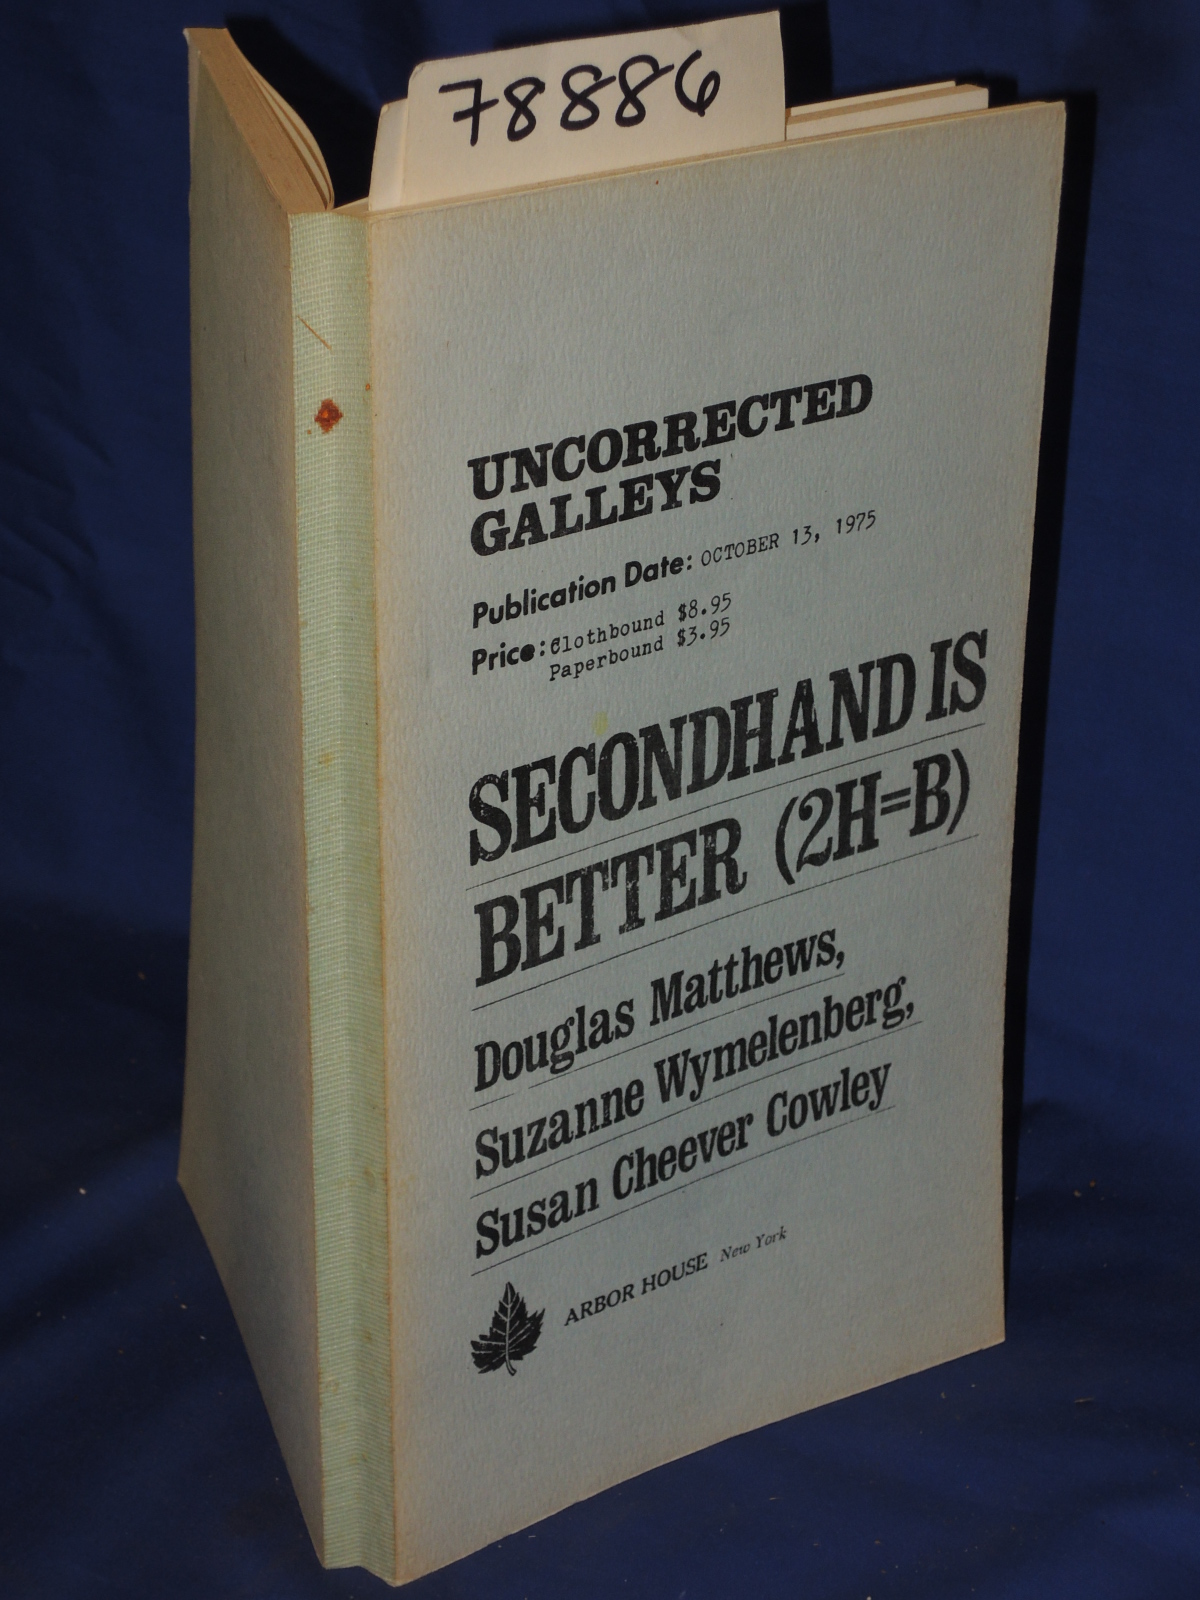 78886
UNCORRECTED
GALLEYS
Publication Date: OCTOBER 13, 1975
Price: Clothbound $8.95
Paperbound $3.95
SECONDHAND IS
BETTER (2H=B)
Douglas Matthews,
Suzanne Wymelenberg,
Susan Cheever Cowley
ARBOR HOUSE New York